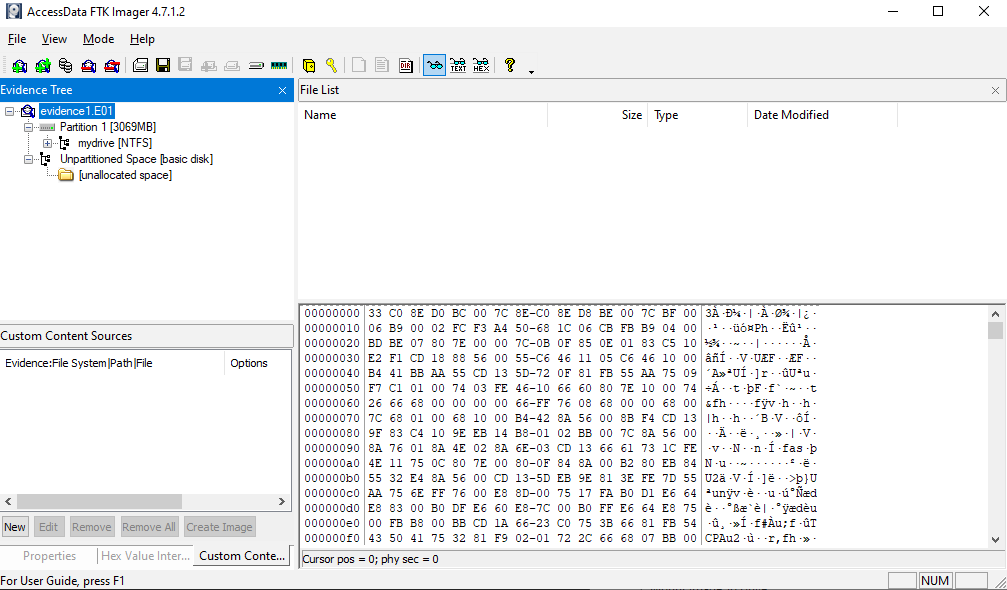 AccessData FTK Imager 4.7.1.2
File View Mode Help
Evidence Tree
evidence1.E01
Partition 1 [3069MB]
mydrive [NTFS]
Unpartitioned Space [basic disk]
[unallocated space]
File List
Name Size Type Date Modified
Custom Content Sources
Evidence:File System|Path|File Options
New Edit Remove Remove All Create Image
Properties Hex Value Inter... Custom Conte...
00000000 33 C0 8E D0 BC 00 7C 8E-C0 8E D8 BE 00 7C BF 00 3À·Ð¼·|·À·Ø¾·|¿·
00000010 06 B9 00 02 FC F3 A4 50-68 1C 06 CB FB B9 04 00 ·¹··üó¤Ph··Ëû¹··
00000020 BD BE 07 80 7E 00 00 7C-0B 0F 85 0E 01 83 C5 10 ½¾··~··|······Å·
00000030 E2 F1 CD 18 88 56 00 55-C6 46 11 05 C6 46 10 00 âñÍ··V·UÆF··ÆF··
00000040 B4 41 BB AA 55 CD 13 5D-72 0F 81 FB 55 AA 75 09 ´A»ªUÍ·]r··ûUªu·
00000050 F7 C1 01 00 74 03 FE 46-10 66 60 80 7E 10 00 74 ÷Á··t·þF·f`·~··t
00000060 26 66 68 00 00 00 00 66-FF 76 08 68 00 00 68 00 &fh····fÿv·h··h·
00000070 7C 68 01 00 68 10 00 B4-42 8A 56 00 8B F4 CD 13 |h··h··´B·V··ôÍ·
00000080 9F 83 C4 10 9E EB 14 B8-01 02 BB 00 7C 8A 56 00 ··Ä··ë·¸··»·|·V·
00000090 8A 76 01 8A 4E 02 8A 6E-03 CD 13 66 61 73 1C FE ·v··N··n·Í·fas·þ
000000a0 4E 11 75 0C 80 7E 00 80-0F 84 8A 00 B2 80 EB 84 N·u··~······²·ë·
000000b0 55 32 E4 8A 56 00 CD 13-5D EB 9E 81 3E FE 7D 55 U2ä·V·Í·]ë··>þ}U
000000c0 AA 75 6E FF 76 00 E8 8D-00 75 17 FA B0 D1 E6 64 ªunÿv·è··u·ú°Ñæd
000000d0 E8 83 00 B0 DF E6 60 E8-7C 00 B0 FF E6 64 E8 75 è··°ßæ`è|·°ÿædèu
000000e0 00 FB B8 00 BB CD 1A 66-23 C0 75 3B 66 81 FB 54 ·û¸·»Í·f#Àu;f·ûT
000000f0 43 50 41 75 32 81 F9 02-01 72 2C 66 68 07 BB 00 CPAu2·ù··r,fh·»·
Cursor pos = 0; phy sec = 0
For User Guide, press F1
NUM